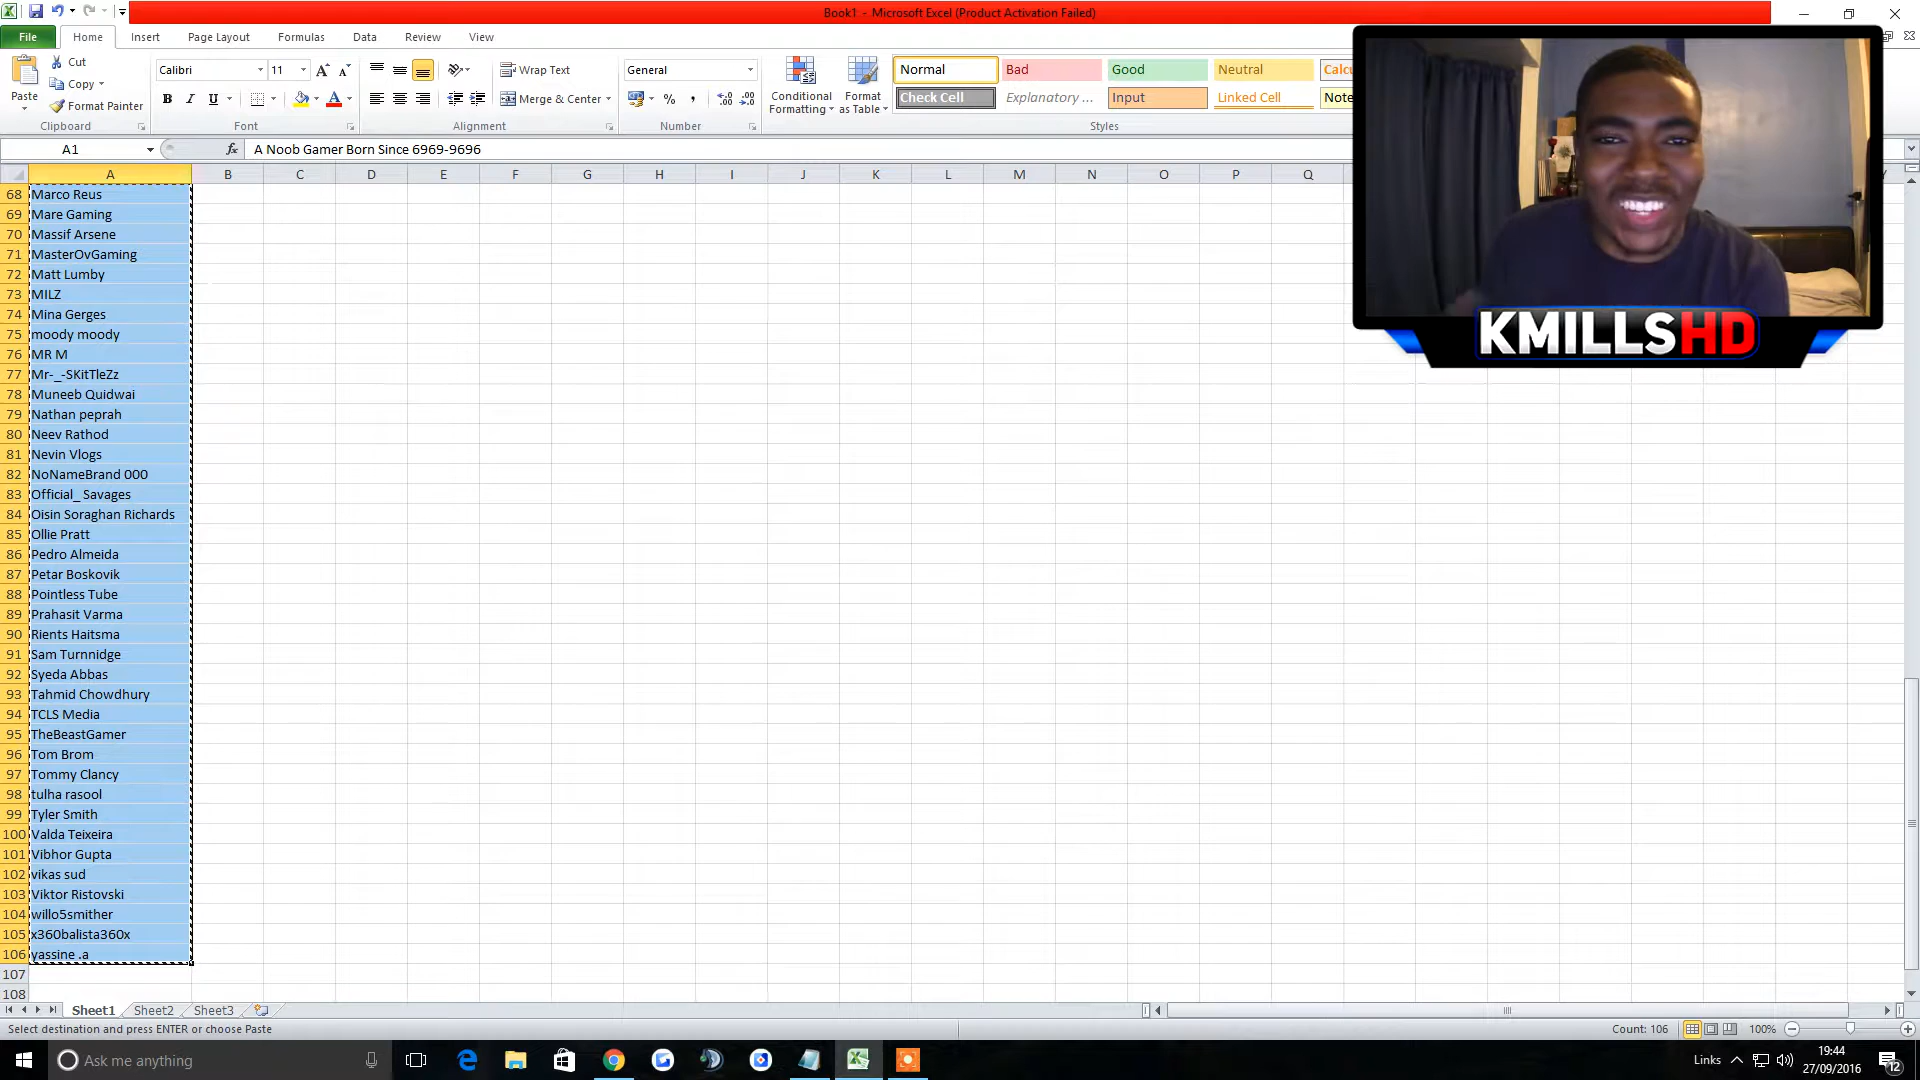 Book1 - Microsoft Excel (Product Activation Failed)
File Home Insert Page Layout Formulas Data Review View
Paste Cut Copy Format Painter
Clipboard
Calibri 11
B I U
Font
Wrap Text
Merge & Center
Alignment
General
% ,
Number
Conditional Formatting
Format as Table
Normal Bad Good Neutral
Check Cell Explanatory ... Input Linked Cell
Styles
A1 fx A Noob Gamer Born Since 6969-9696
A B C D E F G H I J K L M N O P Q
68 Marco Reus
69 Mare Gaming
70 Massif Arsene
71 MasterOvGaming
72 Matt Lumby
73 MILZ
74 Mina Gerges
75 moody moody
76 MR M
77 Mr-_-SKitTleZz
78 Muneeb Quidwai
79 Nathan peprah
80 Neev Rathod
81 Nevin Vlogs
82 NoNameBrand 000
83 Official_ Savages
84 Oisin Soraghan Richards
85 Ollie Pratt
86 Pedro Almeida
87 Petar Boskovik
88 Pointless Tube
89 Prahasit Varma
90 Rients Haitsma
91 Sam Turnnidge
92 Syeda Abbas
93 Tahmid Chowdhury
94 TCLS Media
95 TheBeastGamer
96 Tom Brom
97 Tommy Clancy
98 tulha rasool
99 Tyler Smith
100 Valda Teixeira
101 Vibhor Gupta
102 vikas sud
103 Viktor Ristovski
104 willo5smither
105 x360balista360x
106 yassine .a
107
108
KMILLSHD
Sheet1 Sheet2 Sheet3
Select destination and press ENTER or choose Paste
Count: 106 100%
Ask me anything
Links
19:44
27/09/2016
12